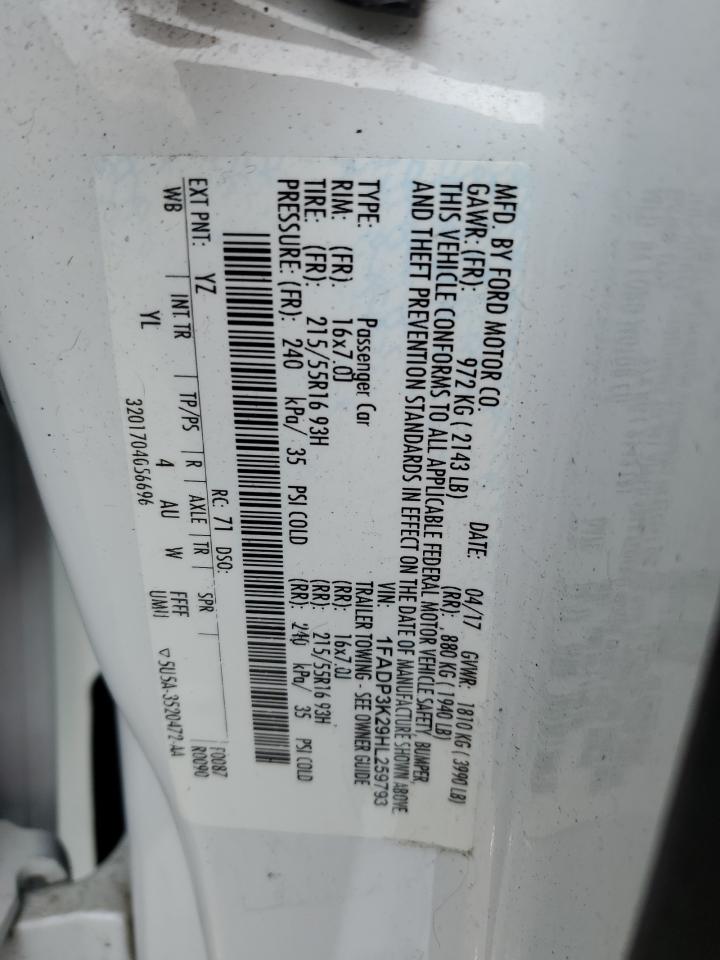 MFD. BY FORD MOTOR CO.
DATE: 04/17 GVWR: 1810 KG ( 3990 LB)
GAWR: (FR): 972 KG ( 2143 LB) (RR): 880 KG ( 1940 LB)
THIS VEHICLE CONFORMS TO ALL APPLICABLE FEDERAL MOTOR VEHICLE SAFETY, BUMPER,
AND THEFT PREVENTION STANDARDS IN EFFECT ON THE DATE OF MANUFACTURE SHOWN ABOVE
VIN: 1FADP3K29HL259793
TYPE: Passenger Car TRAILER TOWING - SEE OWNER GUIDE
RIM: (FR): 16x7.0J (RR): 16x7.0J
TIRE: (FR): 215/55R16 93H (RR): 215/55R16 93H
PRESSURE: (FR): 240 kPa/ 35 PSI COLD (RR): 240 kPa/ 35 PSI COLD
EXT PNT: YZ RC: 71 DSO: F0087
WB INT TR TP/PS R AXLE TR SPR R0090
YL 4 AU W FFFF
UMU
3201704G56696 ▽5U5A-3520472-AA